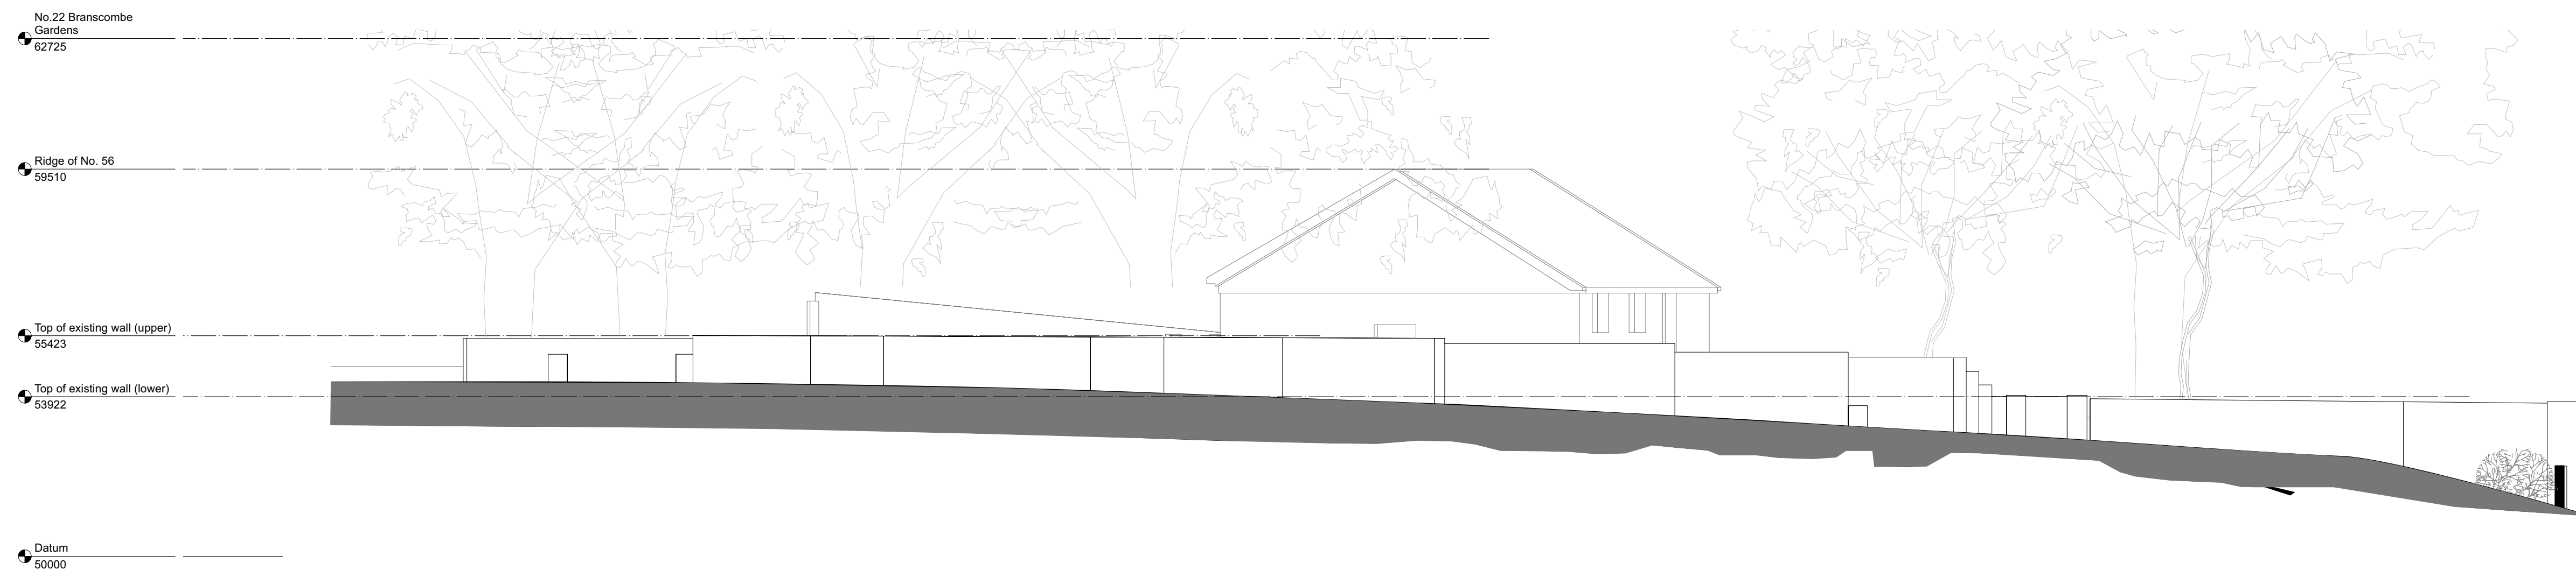 No.22 Branscombe
Gardens
62725
Ridge of No. 56
59510
Top of existing wall (upper)
55423
Top of existing wall (lower)
53922
Datum
50000